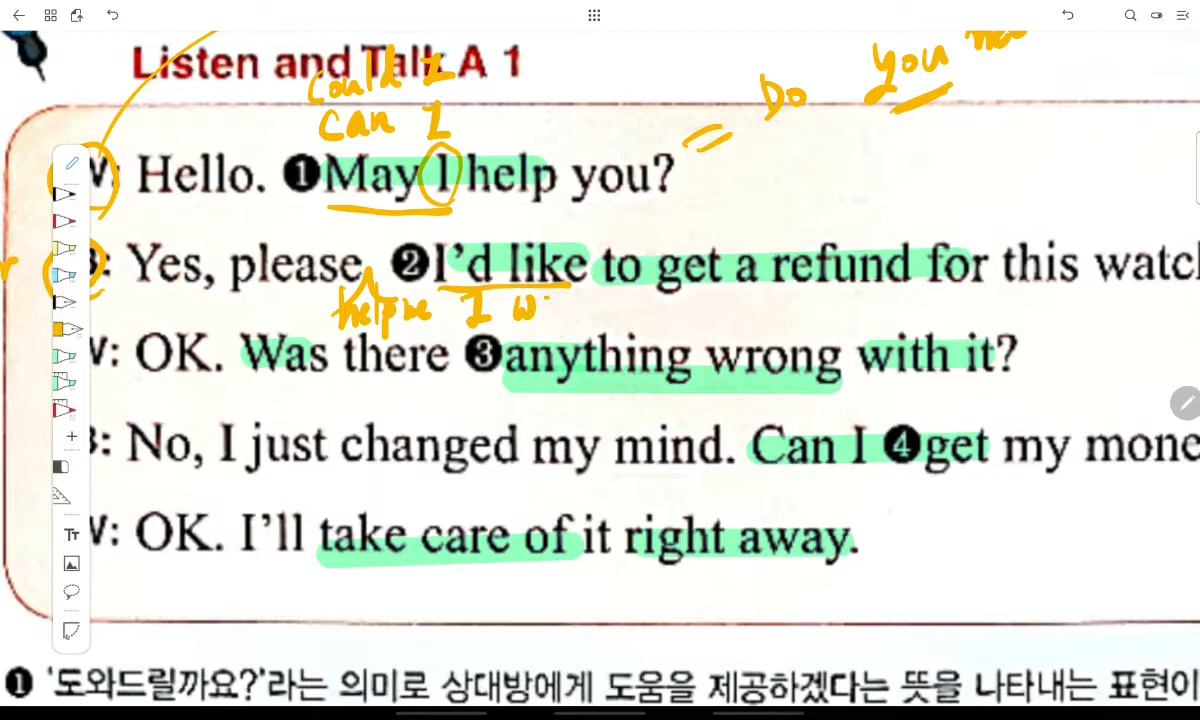 Listen and Talk A 1
could I
can I
= Do you
W: Hello. ❶May I help you?
B: Yes, please. ❷I'd like to get a refund for this watch
help me I w
W: OK. Was there ❸anything wrong with it?
B: No, I just changed my mind. Can I ❹get my mone
W: OK. I'll take care of it right away.
❶ '도와드릴까요?'라는 의미로 상대방에게 도움을 제공하겠다는 뜻을 나타내는 표현이
Tт